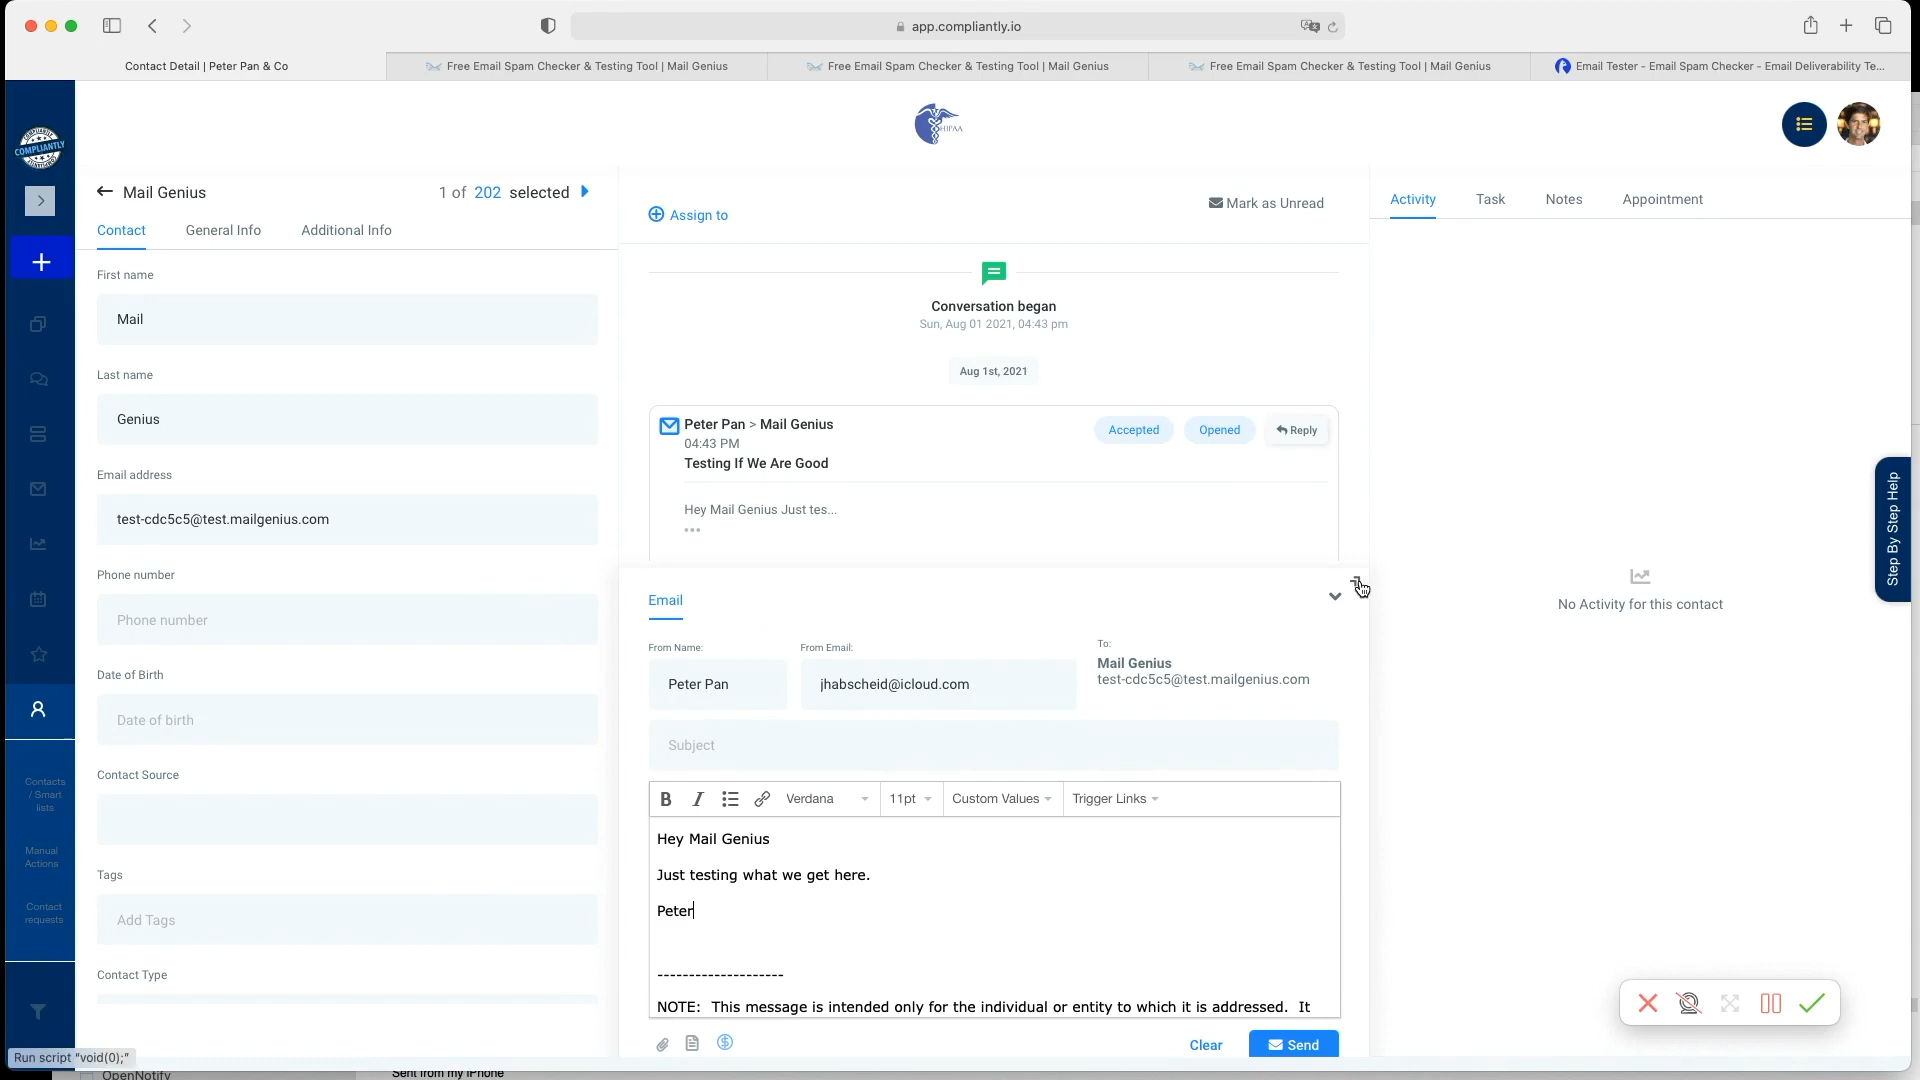 app.compliantly.io
Contact Detail | Peter Pan & Co
Free Email Spam Checker & Testing Tool | Mail Genius
Free Email Spam Checker & Testing Tool | Mail Genius
Free Email Spam Checker & Testing Tool | Mail Genius
Email Tester - Email Spam Checker - Email Deliverability Te...
COMPLIANTLY
HIPAA
Mail Genius
1 of 202 selected
Contact
General Info
Additional Info
First name
Mail
Last name
Genius
Email address
test-cdc5c5@test.mailgenius.com
Phone number
Phone number
Date of Birth
Date of birth
Contact Source
Tags
Add Tags
Contact Type
Contacts
/ Smart
lists
Manual
Actions
Contact
requests
Assign to
Mark as Unread
Conversation began
Sun, Aug 01 2021, 04:43 pm
Aug 1st, 2021
Peter Pan > Mail Genius
04:43 PM
Testing If We Are Good
Accepted
Opened
Reply
Hey Mail Genius Just tes...
Email
From Name:
Peter Pan
From Email:
jhabscheid@icloud.com
To:
Mail Genius
test-cdc5c5@test.mailgenius.com
Subject
B I Verdana 11pt Custom Values Trigger Links
Hey Mail Genius
Just testing what we get here.
Peter
--------------------
NOTE: This message is intended only for the individual or entity to which it is addressed. It
Clear
Send
Activity
Task
Notes
Appointment
No Activity for this contact
Step By Step Help
Run script "void(0);"
OpenNotify
Sent from my iPhone